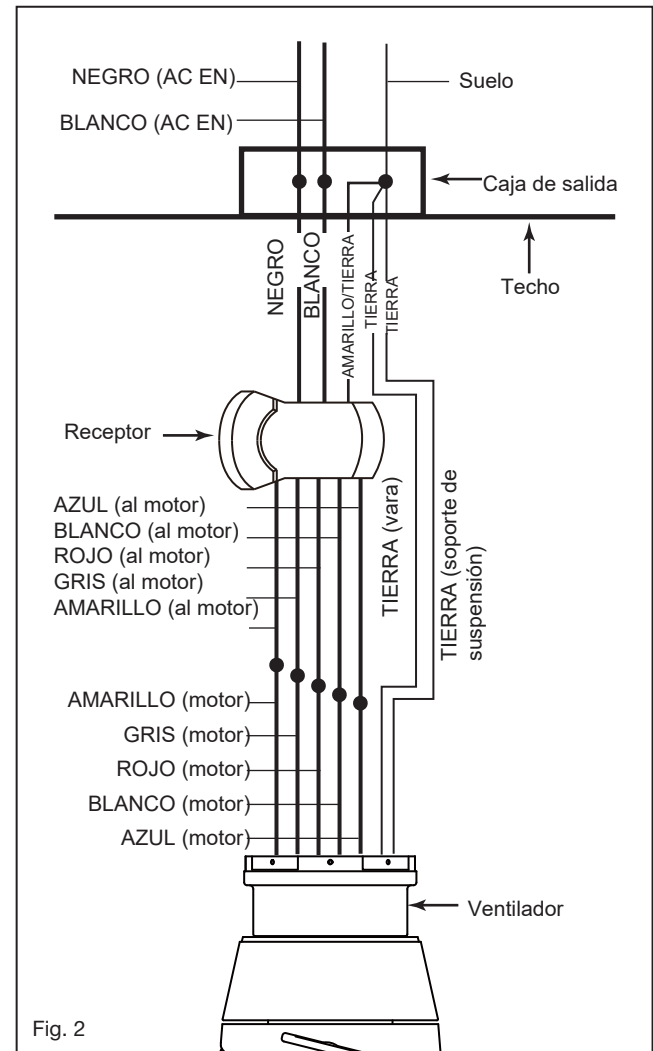 NEGRO (AC EN)
Suelo
BLANCO (AC EN)
Caja de salida
Techo
NEGRO
BLANCO
AMARILLO/TIERRA
TIERRA
TIERRA
Receptor
AZUL (al motor)
BLANCO (al motor)
ROJO (al motor)
GRIS (al motor)
AMARILLO (al motor)
TIERRA (vara)
TIERRA (soporte de
suspensión)
AMARILLO (motor)
GRIS (motor)
ROJO (motor)
BLANCO (motor)
AZUL (motor)
Ventilador
Fig. 2